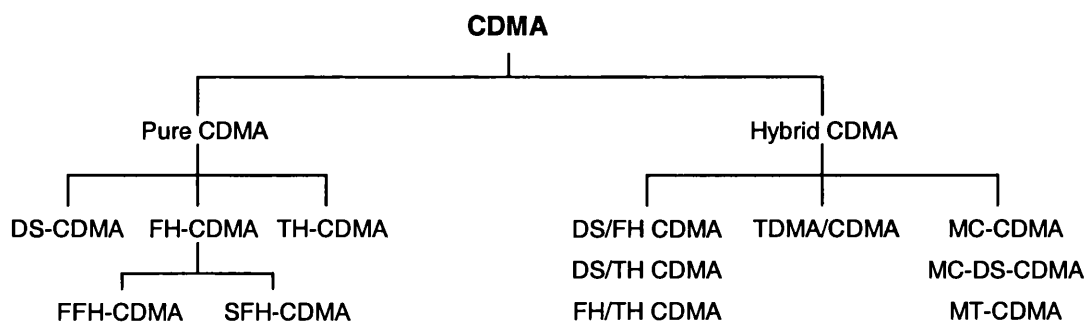 CDMA
Pure CDMA Hybrid CDMA
DS-CDMA FH-CDMA TH-CDMA DS/FH CDMA TDMA/CDMA MC-CDMA
DS/TH CDMA MC-DS-CDMA
FFH-CDMA SFH-CDMA FH/TH CDMA MT-CDMA